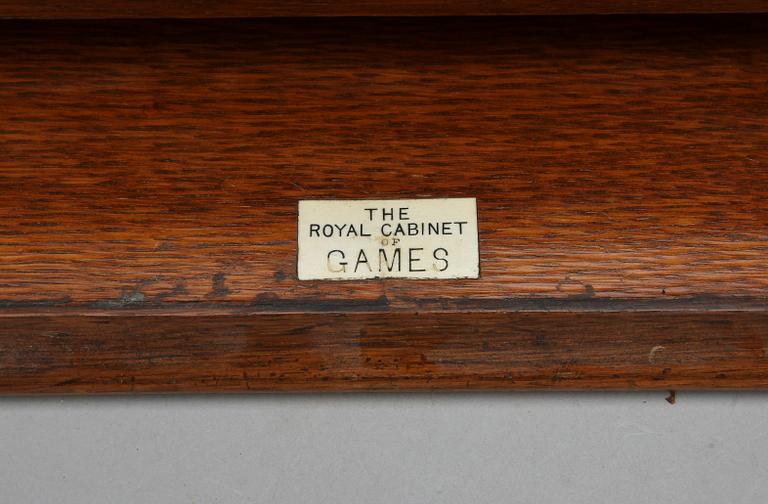 THE
ROYAL CABINET
OF
GAMES